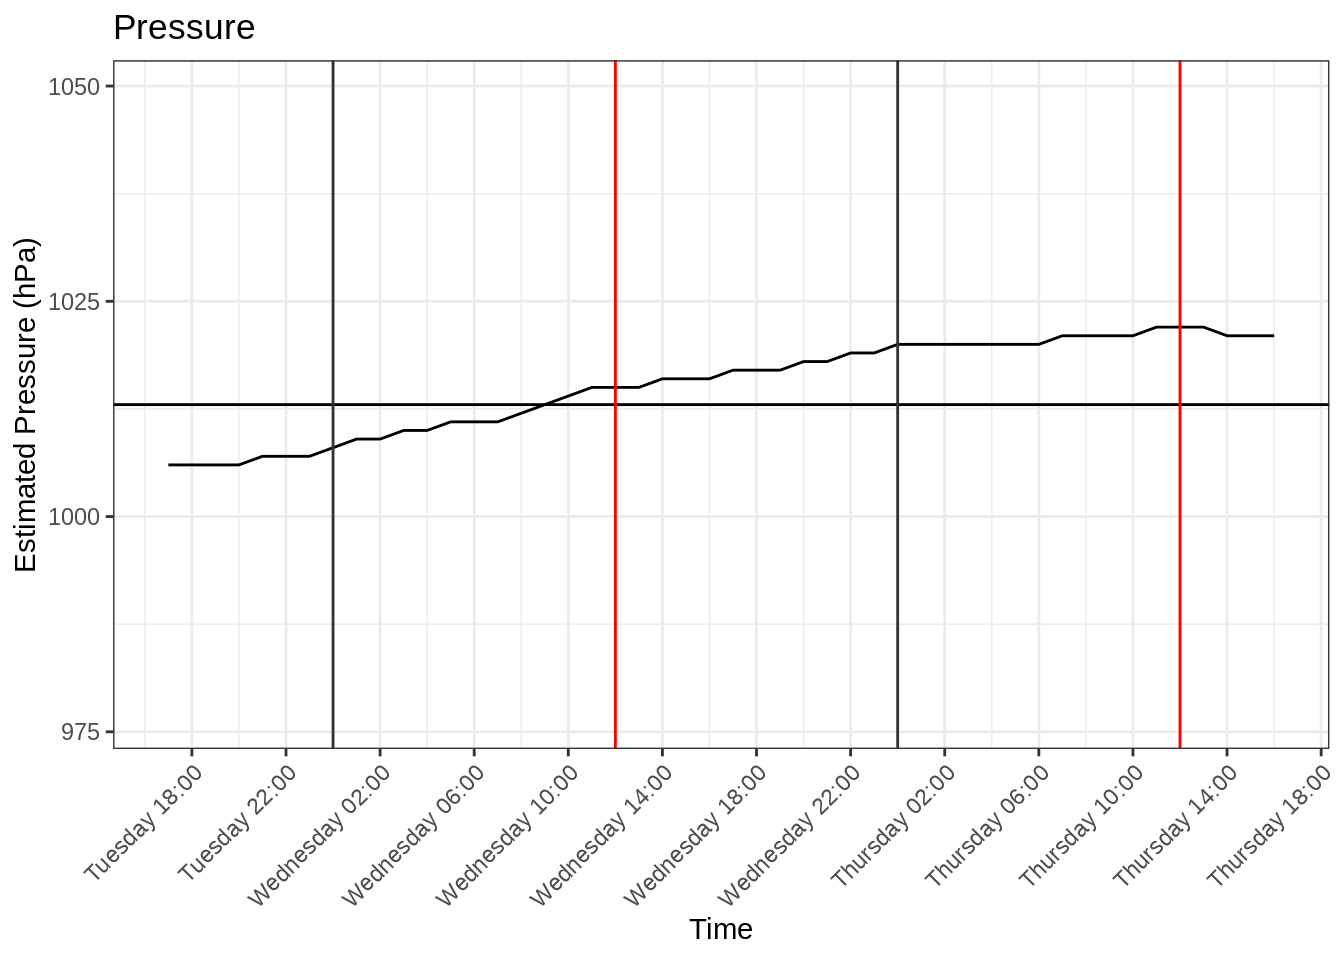 Pressure
Estimated Pressure (hPa)
1050
1025
1000
975
Tuesday 18:00
Tuesday 22:00
Wednesday 02:00
Wednesday 06:00
Wednesday 10:00
Wednesday 14:00
Wednesday 18:00
Wednesday 22:00
Thursday 02:00
Thursday 06:00
Thursday 10:00
Thursday 14:00
Thursday 18:00
Time